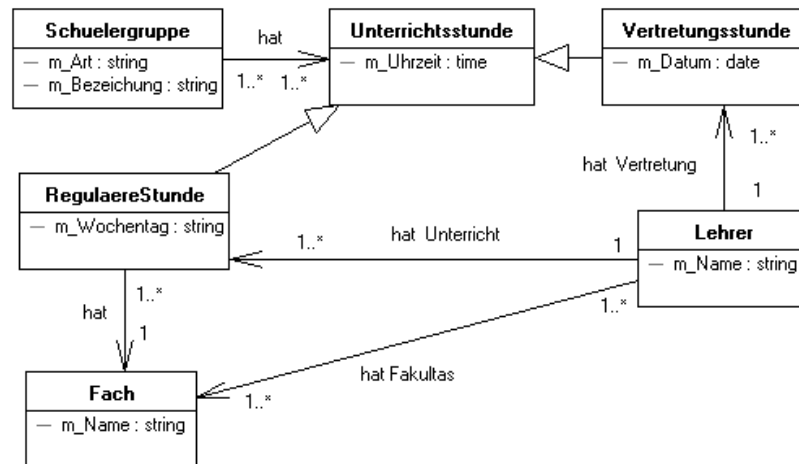 Schuelergruppe
— m_Art : string
— m_Bezeichung : string
hat
1..*
1..*
Unterrichtsstunde
— m_Uhrzeit : time
Vertretungsstunde
— m_Datum : date
1..*
hat Vertretung
1
RegulaereStunde
— m_Wochentag : string
1..*
hat Unterricht
1
Lehrer
— m_Name : string
1..*
hat
1
1..*
hat Fakultas
1..*
Fach
— m_Name : string